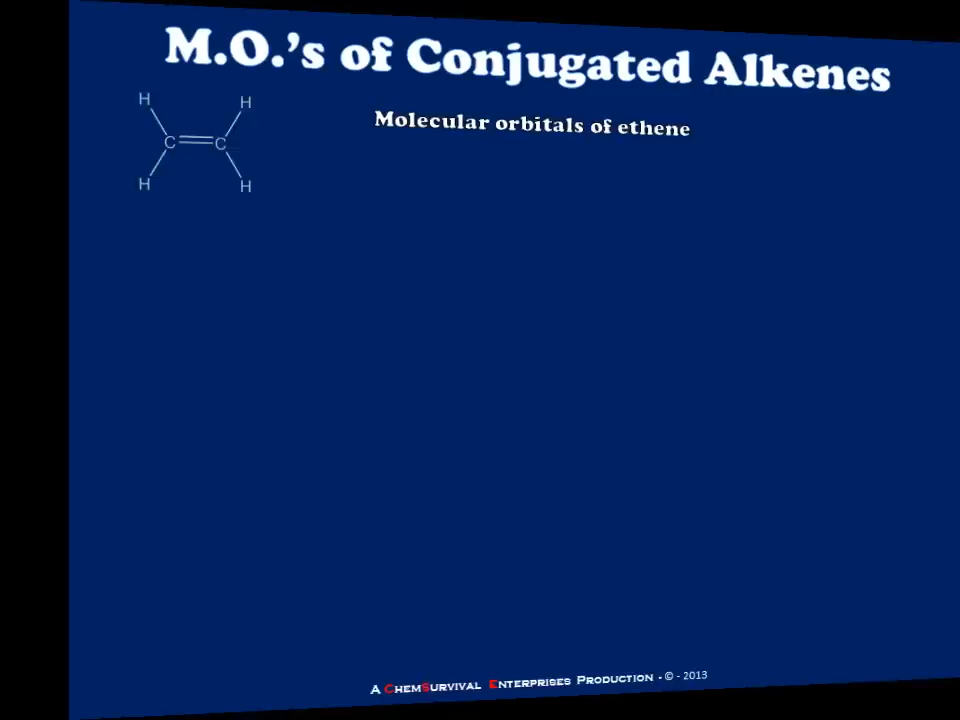 M.O.'s of Conjugated Alkenes
Molecular orbitals of ethene
H H
C C
H H
A ChemSurvival Enterprises Production - © - 2013